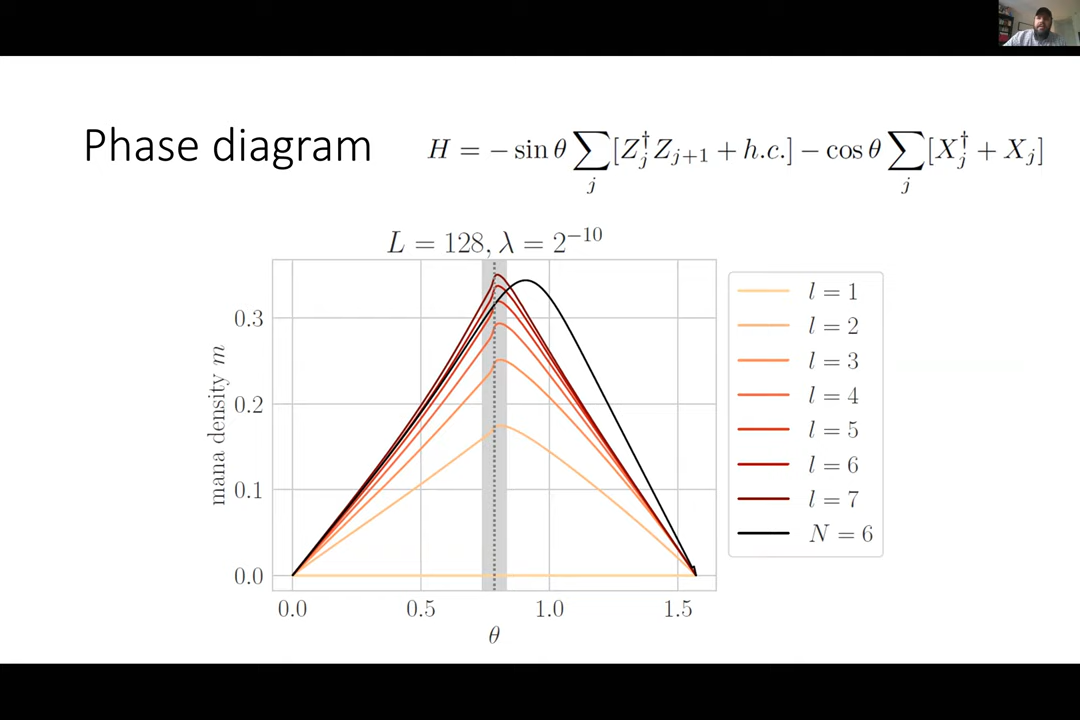 Phase diagram
H = − sin θ ∑_j [Z_j^† Z_{j+1} + h.c.] − cos θ ∑_j [X_j^† + X_j]
L = 128, λ = 2^{−10}
mana density m
0.3
0.2
0.1
0.0
0.0 0.5 1.0 1.5
θ
l = 1
l = 2
l = 3
l = 4
l = 5
l = 6
l = 7
N = 6